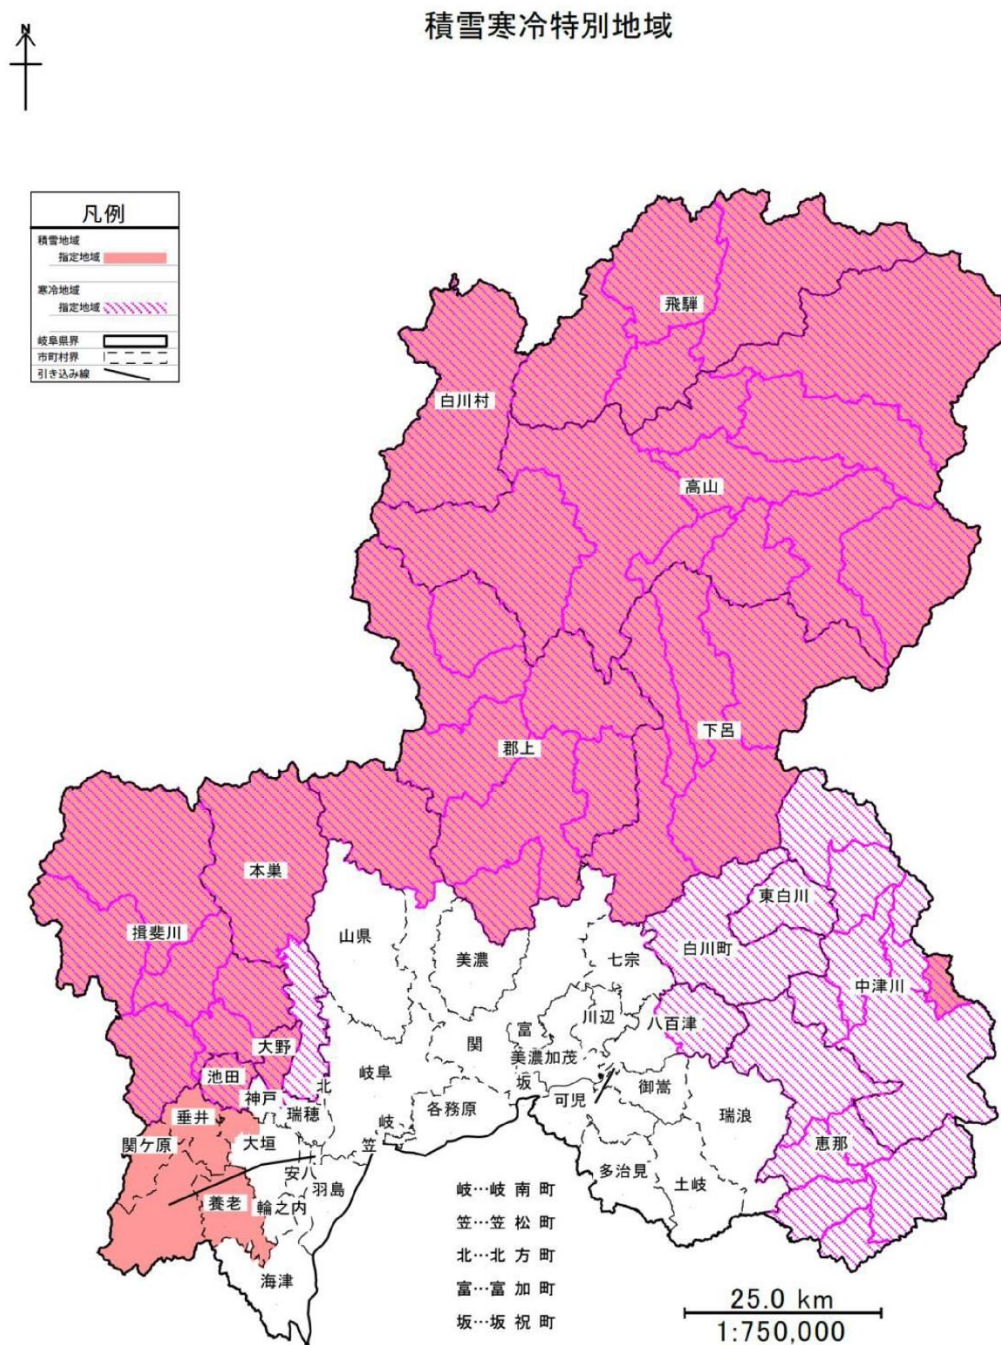 積雪寒冷特別地域
N
凡例
積雪地域
指定地域
寒冷地域
指定地域
岐阜県界
市町村界
引き込み線
飛騨
白川村
高山
下呂
郡上
本巣
東白川
揖斐川
山県
美濃
七宗
白川町
中津川
川辺
八百津
富
関
大野
美濃加茂
池田
岐阜
坂
御嵩
神戸
北
瑞穂
各務原
可児
瑞浪
垂井
岐
関ケ原
大垣
笠
恵那
安八
多治見
土岐
羽島
養老
輪之内
海津
岐…岐南町
笠…笠松町
北…北方町
富…富加町
坂…坂祝町
25.0 km
1:750,000